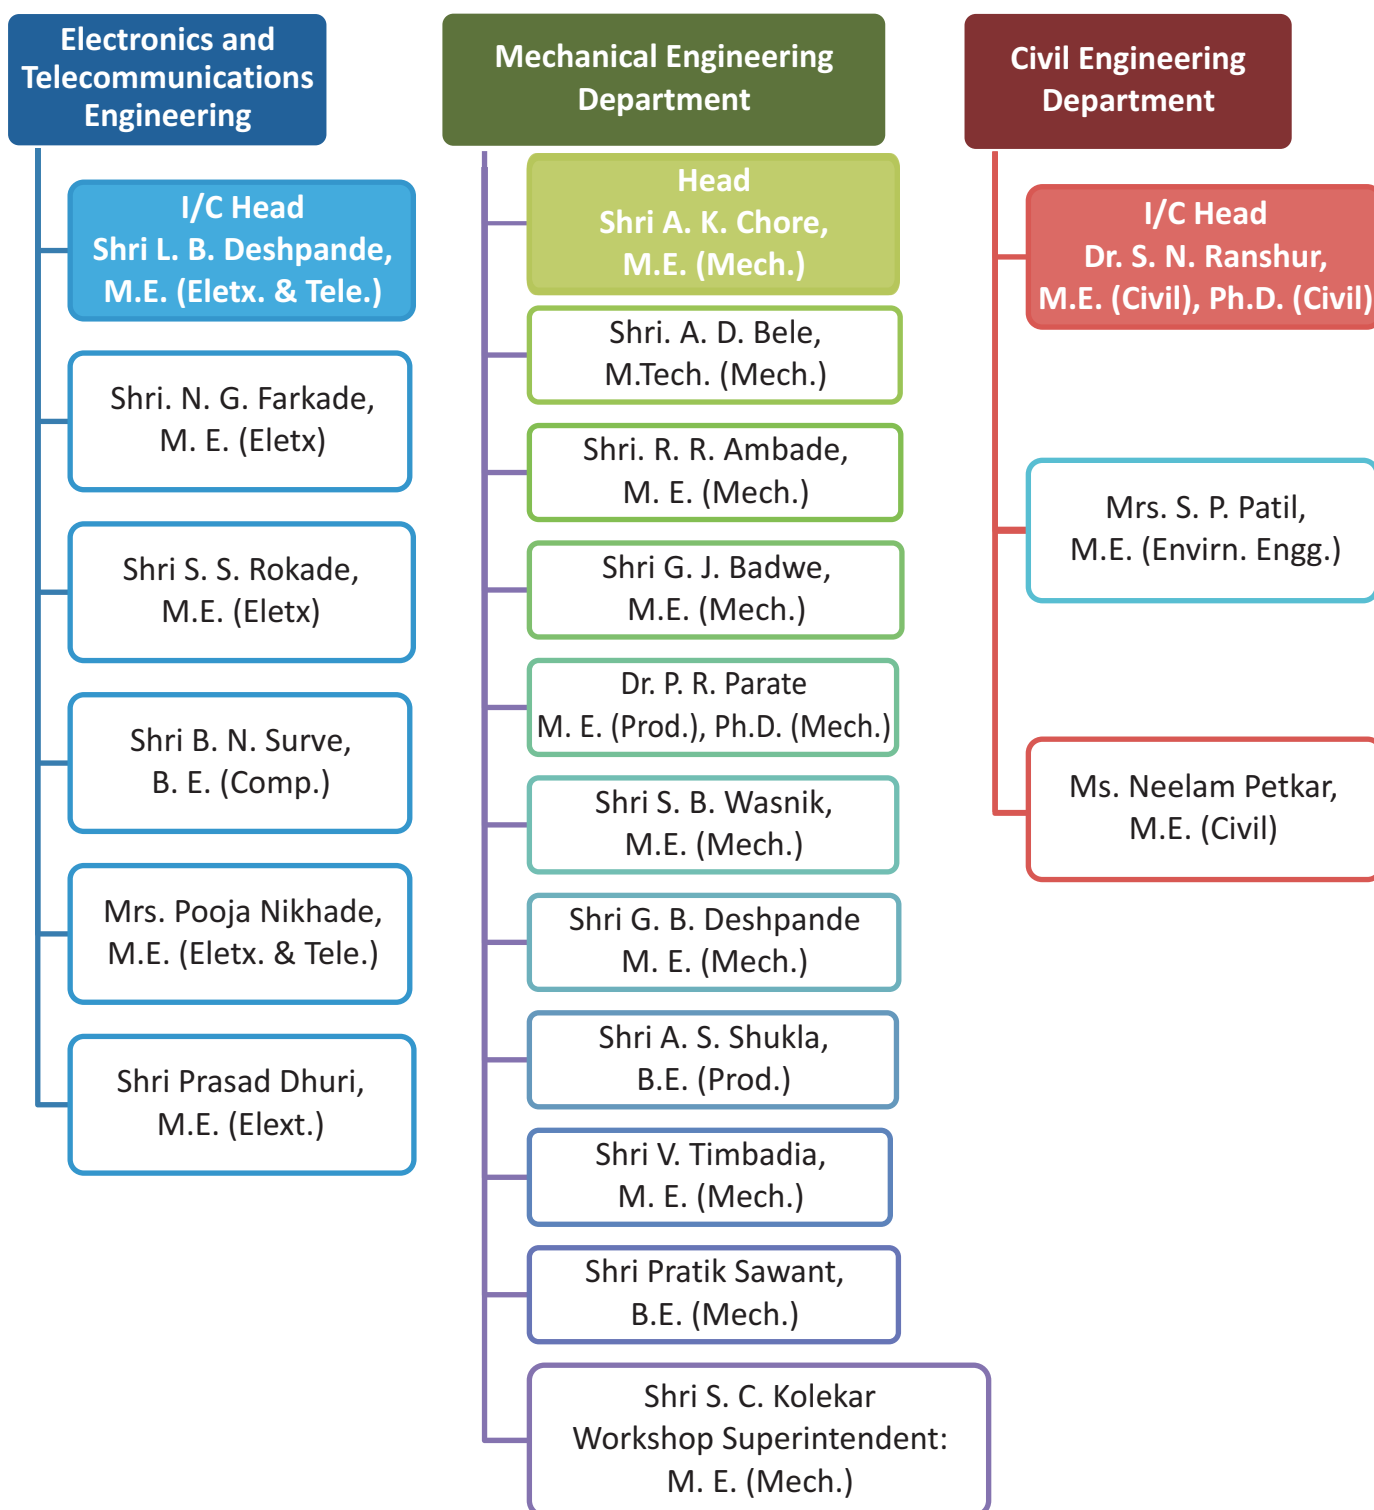 Electronics and
Telecommunications
Engineering
I/C Head
Shri L. B. Deshpande,
M.E. (Eletx. & Tele.)
Shri. N. G. Farkade,
M. E. (Eletx)
Shri S. S. Rokade,
M.E. (Eletx)
Shri B. N. Surve,
B. E. (Comp.)
Mrs. Pooja Nikhade,
M.E. (Eletx. & Tele.)
Shri Prasad Dhuri,
M.E. (Elext.)
Mechanical Engineering
Department
Head
Shri A. K. Chore,
M.E. (Mech.)
Shri. A. D. Bele,
M.Tech. (Mech.)
Shri. R. R. Ambade,
M. E. (Mech.)
Shri G. J. Badwe,
M.E. (Mech.)
Dr. P. R. Parate
M. E. (Prod.), Ph.D. (Mech.)
Shri S. B. Wasnik,
M.E. (Mech.)
Shri G. B. Deshpande
M. E. (Mech.)
Shri A. S. Shukla,
B.E. (Prod.)
Shri V. Timbadia,
M. E. (Mech.)
Shri Pratik Sawant,
B.E. (Mech.)
Shri S. C. Kolekar
Workshop Superintendent:
M. E. (Mech.)
Civil Engineering
Department
I/C Head
Dr. S. N. Ranshur,
M.E. (Civil), Ph.D. (Civil)
Mrs. S. P. Patil,
M.E. (Envirn. Engg.)
Ms. Neelam Petkar,
M.E. (Civil)